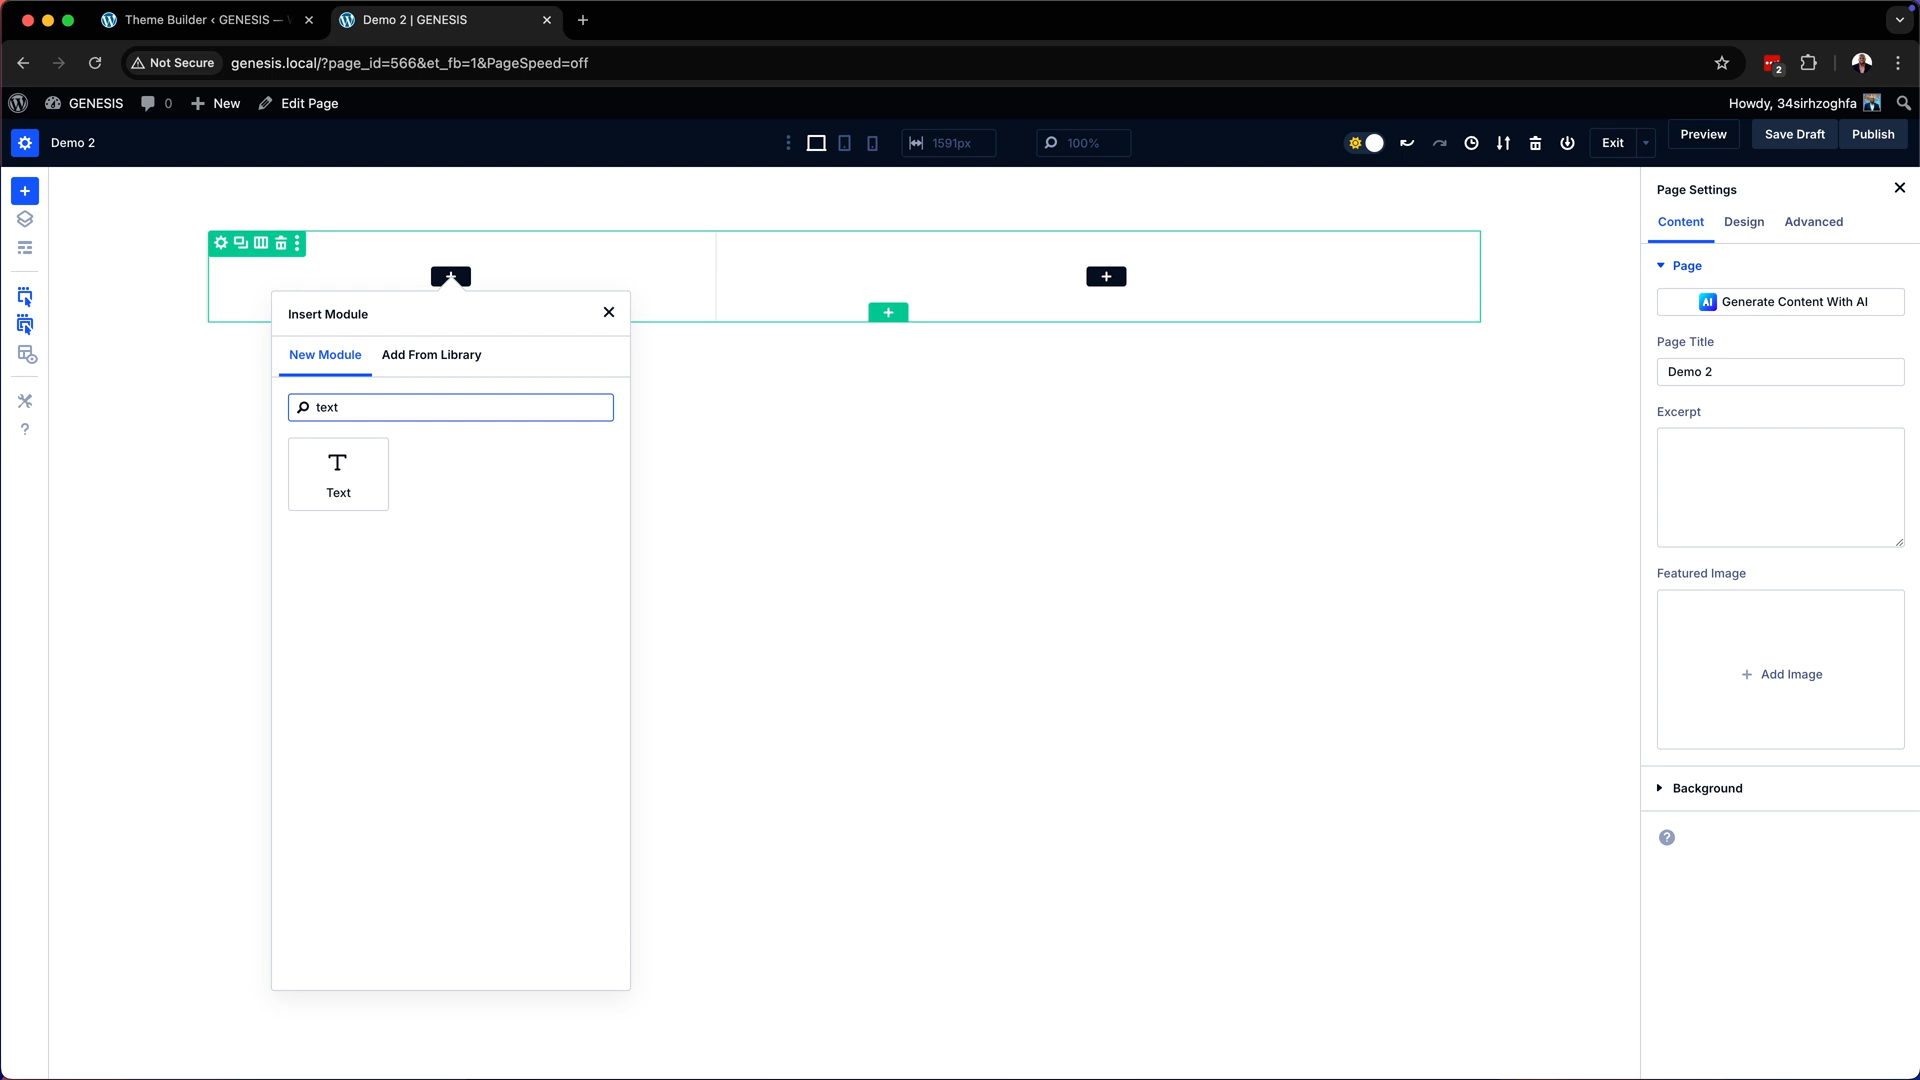 Theme Builder ‹ GENESIS —
Demo 2 | GENESIS
Not Secure
genesis.local/?page_id=566&et_fb=1&PageSpeed=off
2
GENESIS
0
New
Edit Page
Howdy, 34sirhzoghfa
Demo 2
1591px
100%
Exit
Preview
Save Draft
Publish
Insert Module
New Module
Add From Library
text
Text
Page Settings
Content
Design
Advanced
Page
AI Generate Content With AI
Page Title
Demo 2
Excerpt
Featured Image
Add Image
Background